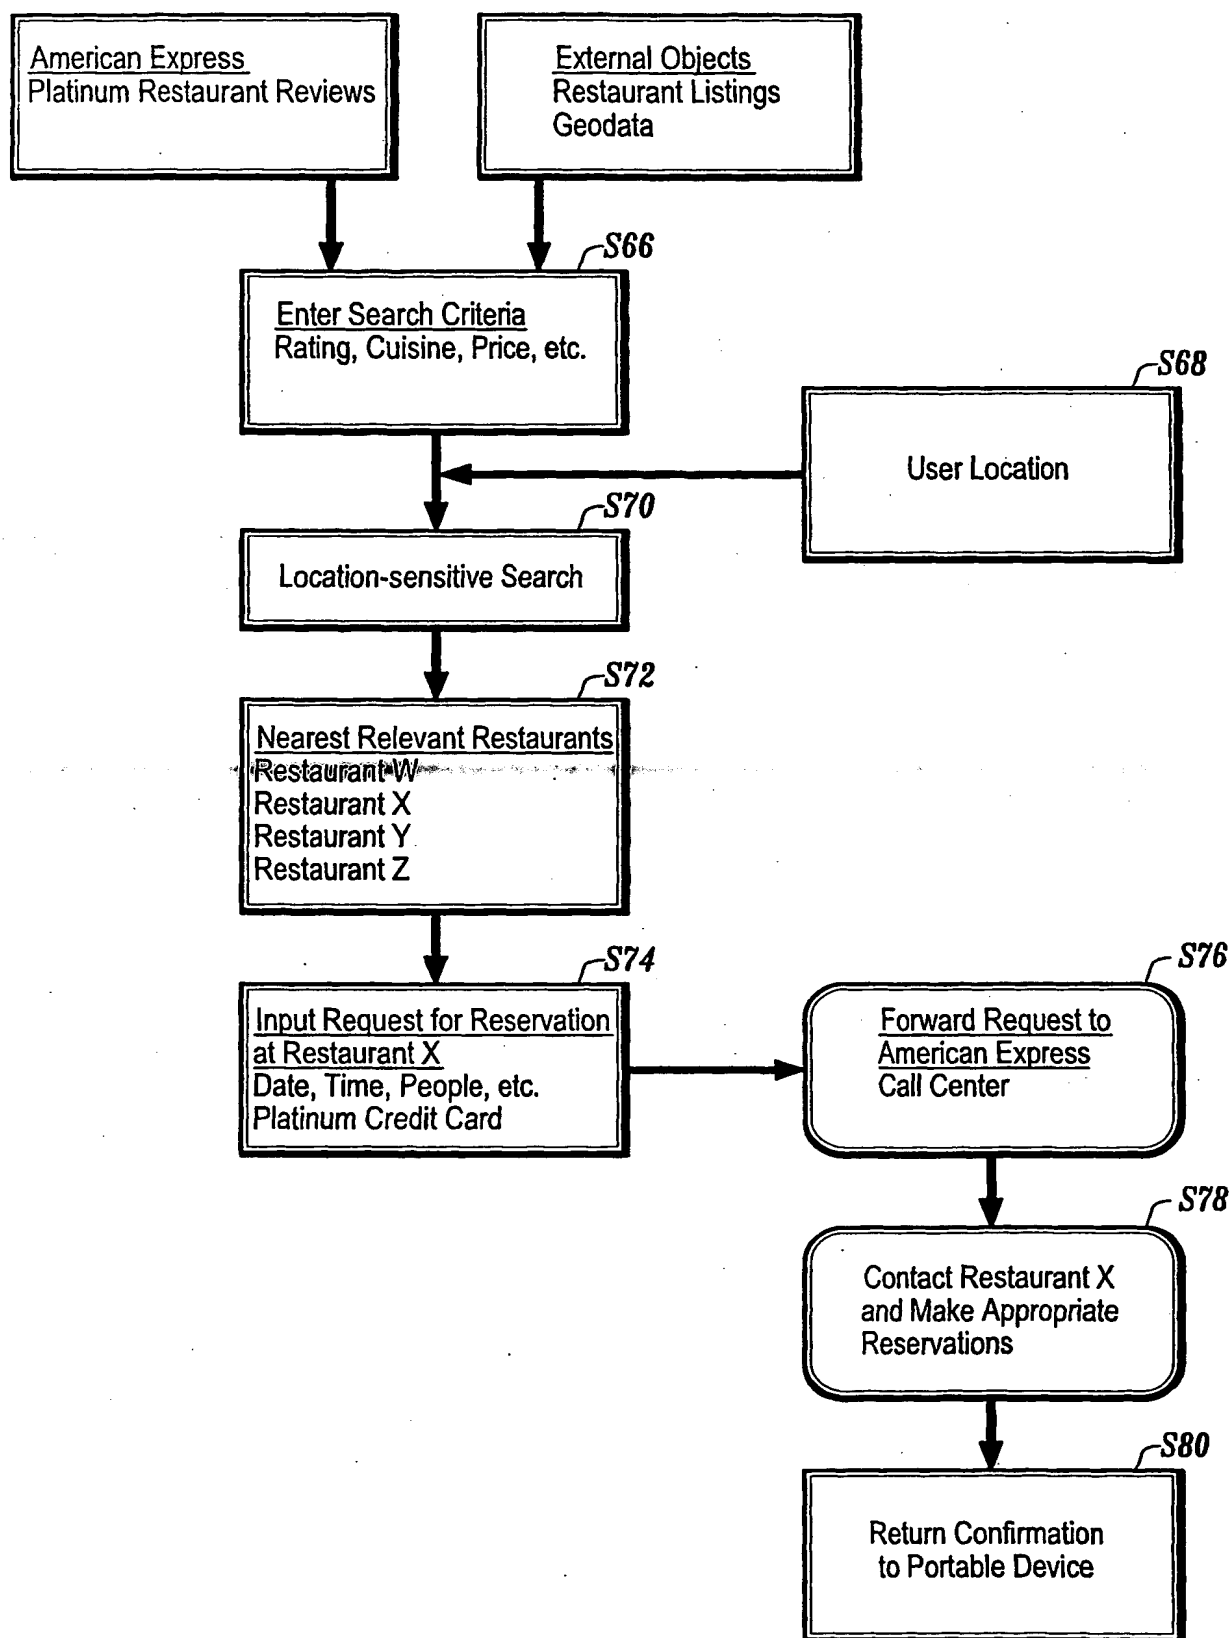 American Express
Platinum Restaurant Reviews
External Objects
Restaurant Listings
Geodata
S66
Enter Search Criteria
Rating, Cuisine, Price, etc.
S68
User Location
S70
Location-sensitive Search
S72
Nearest Relevant Restaurants
Restaurant W
Restaurant X
Restaurant Y
Restaurant Z
S74
Input Request for Reservation
at Restaurant X
Date, Time, People, etc.
Platinum Credit Card
S76
Forward Request to
American Express
Call Center
S78
Contact Restaurant X
and Make Appropriate
Reservations
S80
Return Confirmation
to Portable Device